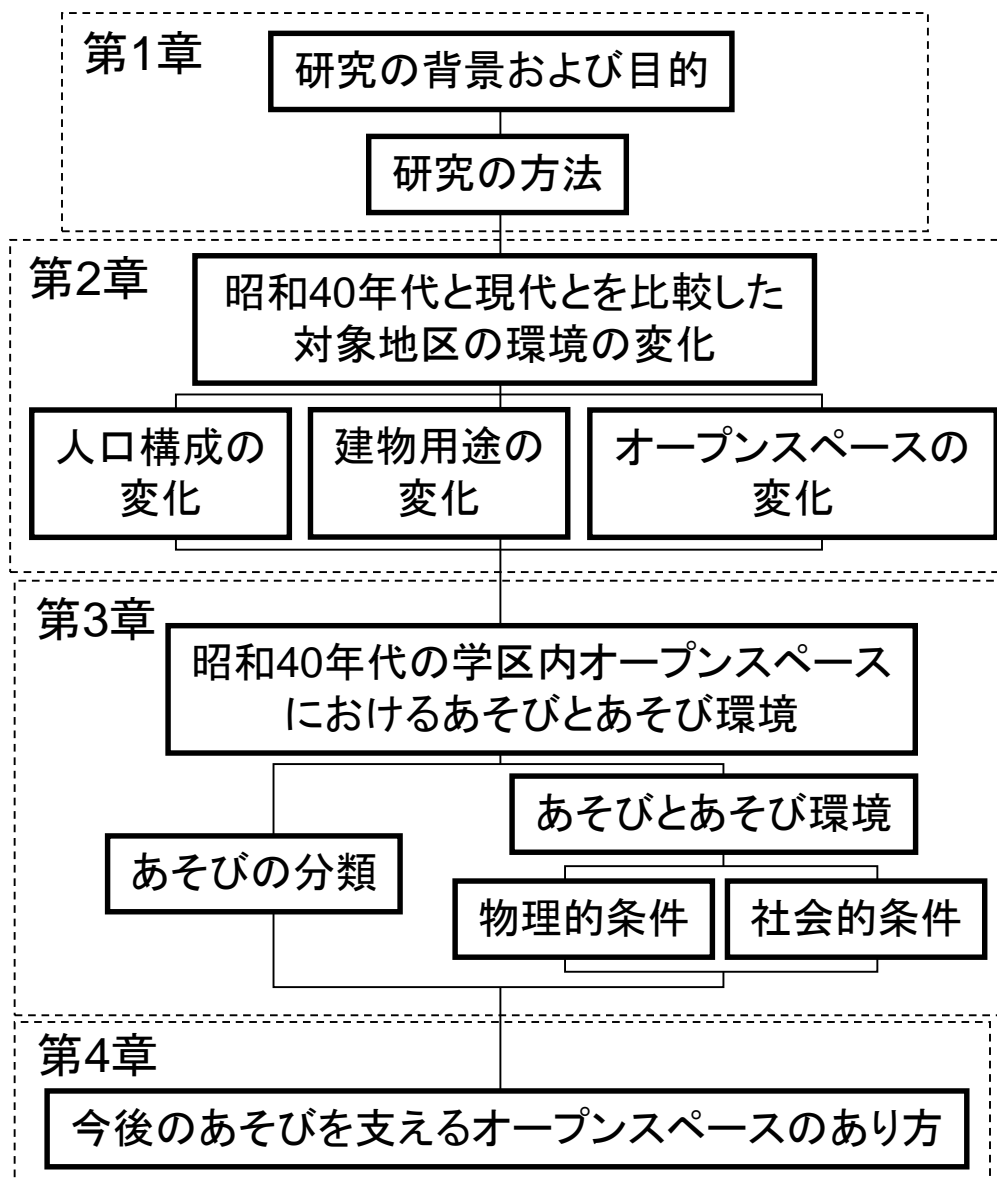 第1章
研究の背景および目的
研究の方法
第2章
昭和40年代と現代とを比較した
対象地区の環境の変化
人口構成の
変化
建物用途の
変化
オープンスペースの
変化
第3章
昭和40年代の学区内オープンスペース
におけるあそびとあそび環境
あそびの分類
あそびとあそび環境
物理的条件
社会的条件
第4章
今後のあそびを支えるオープンスペースのあり方